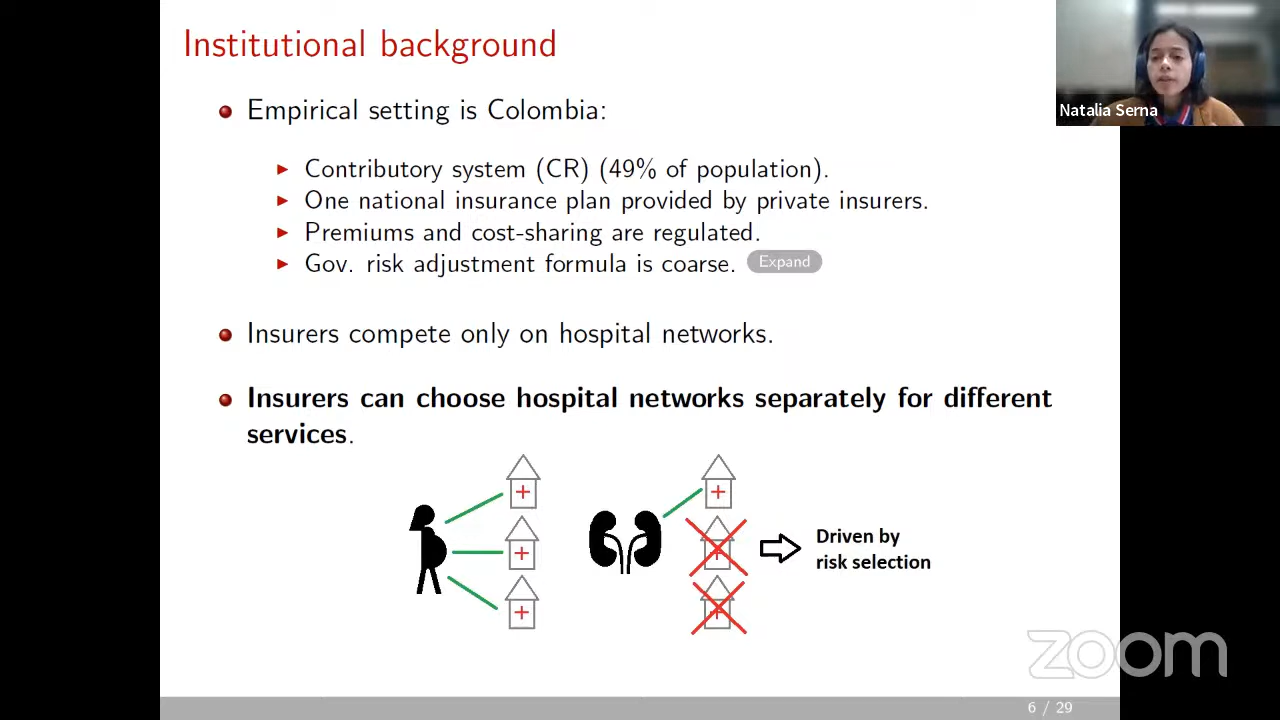 Institutional background
Natalia Serna
Empirical setting is Colombia:
Contributory system (CR) (49% of population).
One national insurance plan provided by private insurers.
Premiums and cost-sharing are regulated.
Gov. risk adjustment formula is coarse. Expand
Insurers compete only on hospital networks.
Insurers can choose hospital networks separately for different
services.
Driven by
risk selection
zoom
6 / 29